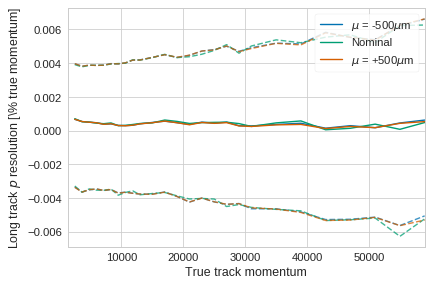 0.006
0.004
0.002
0.000
−0.002
−0.004
−0.006
Long track p resolution [\% true momentum]
μ = -500μm
Nominal
μ = +500μm
10000 20000 30000 40000 50000
True track momentum